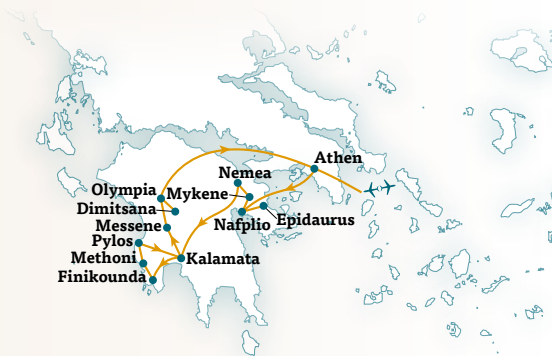 Athen
Nemea
Olympia
Mykene
Dimitsana
Nafplio
Epidaurus
Messene
Pylos
Methoni
Kalamata
Finikounda